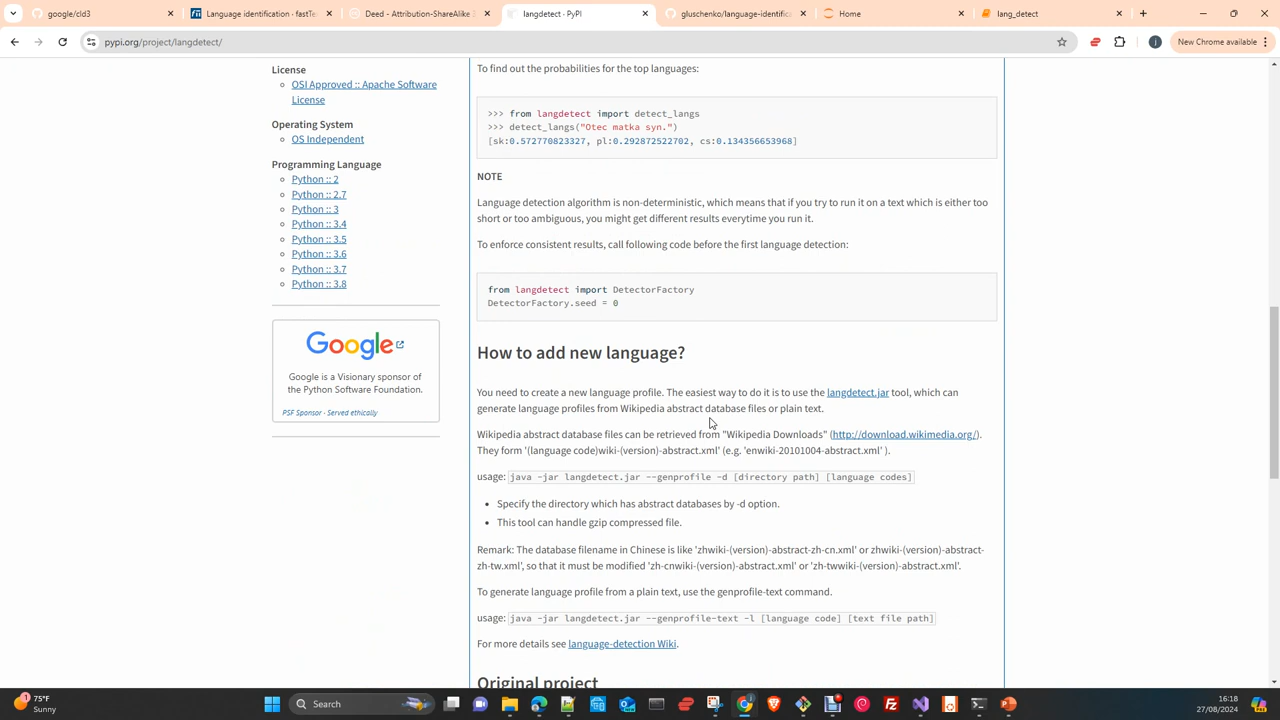 google/cld3
Language identification · fastTe
Deed - Attribution-ShareAlike
langdetect · PyPI
gluschenko/language-identifica
Home
lang_detect
pypi.org/project/langdetect/
New Chrome available
License
OSI Approved :: Apache Software
License
Operating System
OS Independent
Programming Language
Python :: 2
Python :: 2.7
Python :: 3
Python :: 3.4
Python :: 3.5
Python :: 3.6
Python :: 3.7
Python :: 3.8
Google
Google is a Visionary sponsor of
the Python Software Foundation.
PSF Sponsor · Served ethically
To find out the probabilities for the top languages:
>>> from langdetect import detect_langs
>>> detect_langs("Otec matka syn.")
[sk:0.572770823327, pl:0.292872522702, cs:0.134356653968]
NOTE
Language detection algorithm is non-deterministic, which means that if you try to run it on a text which is either too
short or too ambiguous, you might get different results everytime you run it.
To enforce consistent results, call following code before the first language detection:
from langdetect import DetectorFactory
DetectorFactory.seed = 0
How to add new language?
You need to create a new language profile. The easiest way to do it is to use the langdetect.jar tool, which can
generate language profiles from Wikipedia abstract database files or plain text.
Wikipedia abstract database files can be retrieved from "Wikipedia Downloads" (http://download.wikimedia.org/).
They form '(language code)wiki-(version)-abstract.xml' (e.g. 'enwiki-20101004-abstract.xml' ).
usage: java -jar langdetect.jar --genprofile -d [directory path] [language codes]
Specify the directory which has abstract databases by -d option.
This tool can handle gzip compressed file.
Remark: The database filename in Chinese is like 'zhwiki-(version)-abstract-zh-cn.xml' or zhwiki-(version)-abstract-
zh-tw.xml', so that it must be modified 'zh-cnwiki-(version)-abstract.xml' or 'zh-twwiki-(version)-abstract.xml'.
To generate language profile from a plain text, use the genprofile-text command.
usage: java -jar langdetect.jar --genprofile-text -l [language code] [text file path]
For more details see language-detection Wiki.
Original project
1
75°F
Sunny
Search
16:18
27/08/2024